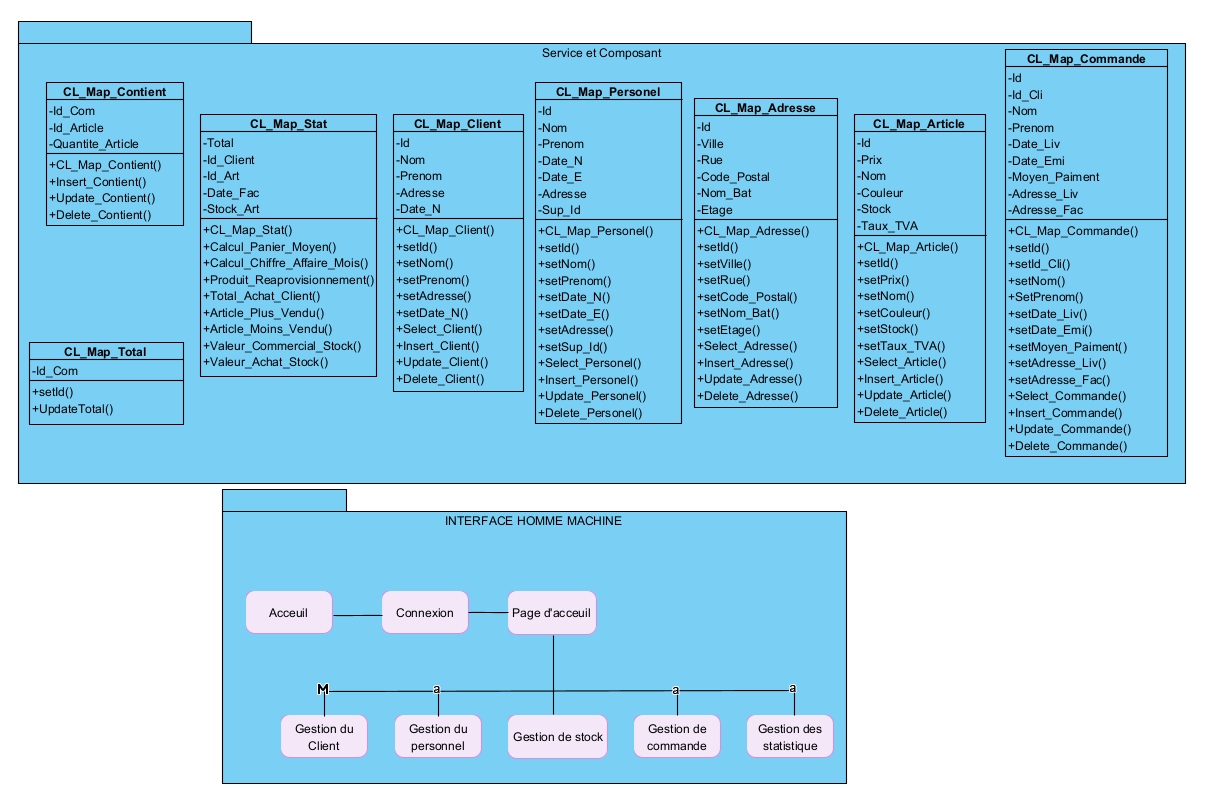 Service et Composant
CL_Map_Contient
-Id_Com
-Id_Article
-Quantite_Article
+CL_Map_Contient()
+Insert_Contient()
+Update_Contient()
+Delete_Contient()
CL_Map_Total
-Id_Com
+setId()
+UpdateTotal()
CL_Map_Stat
-Total
-Id_Client
-Id_Art
-Date_Fac
-Stock_Art
+CL_Map_Stat()
+Calcul_Panier_Moyen()
+Calcul_Chiffre_Affaire_Mois()
+Produit_Reaprovisionnement()
+Total_Achat_Client()
+Article_Plus_Vendu()
+Article_Moins_Vendu()
+Valeur_Commercial_Stock()
+Valeur_Achat_Stock()
CL_Map_Client
-Id
-Nom
-Prenom
-Adresse
-Date_N
+CL_Map_Client()
+setId()
+setNom()
+setPrenom()
+setAdresse()
+setDate_N()
+Select_Client()
+Insert_Client()
+Update_Client()
+Delete_Client()
CL_Map_Personel
-Id
-Nom
-Prenom
-Date_N
-Date_E
-Adresse
-Sup_Id
+CL_Map_Personel()
+setId()
+setNom()
+setPrenom()
+setDate_N()
+setDate_E()
+setAdresse()
+setSup_Id()
+Select_Personel()
+Insert_Personel()
+Update_Personel()
+Delete_Personel()
CL_Map_Adresse
-Id
-Ville
-Rue
-Code_Postal
-Nom_Bat
-Etage
+CL_Map_Adresse()
+setId()
+setVille()
+setRue()
+setCode_Postal()
+setNom_Bat()
+setEtage()
+Select_Adresse()
+Insert_Adresse()
+Update_Adresse()
+Delete_Adresse()
CL_Map_Article
-Id
-Prix
-Nom
-Couleur
-Stock
-Taux_TVA
+CL_Map_Article()
+setId()
+setPrix()
+setNom()
+setCouleur()
+setStock()
+setTaux_TVA()
+Select_Article()
+Insert_Article()
+Update_Article()
+Delete_Article()
CL_Map_Commande
-Id
-Id_Cli
-Nom
-Prenom
-Date_Liv
-Date_Emi
-Moyen_Paiment
-Adresse_Liv
-Adresse_Fac
+CL_Map_Commande()
+setId()
+setId_Cli()
+setNom()
+SetPrenom()
+setDate_Liv()
+setDate_Emi()
+setMoyen_Paiment()
+setAdresse_Liv()
+setAdresse_Fac()
+Select_Commande()
+Insert_Commande()
+Update_Commande()
+Delete_Commande()
INTERFACE HOMME MACHINE
Acceuil
Connexion
Page d'acceuil
M
a
a
a
Gestion du
Client
Gestion du
personnel
Gestion de stock
Gestion de
commande
Gestion des
statistique